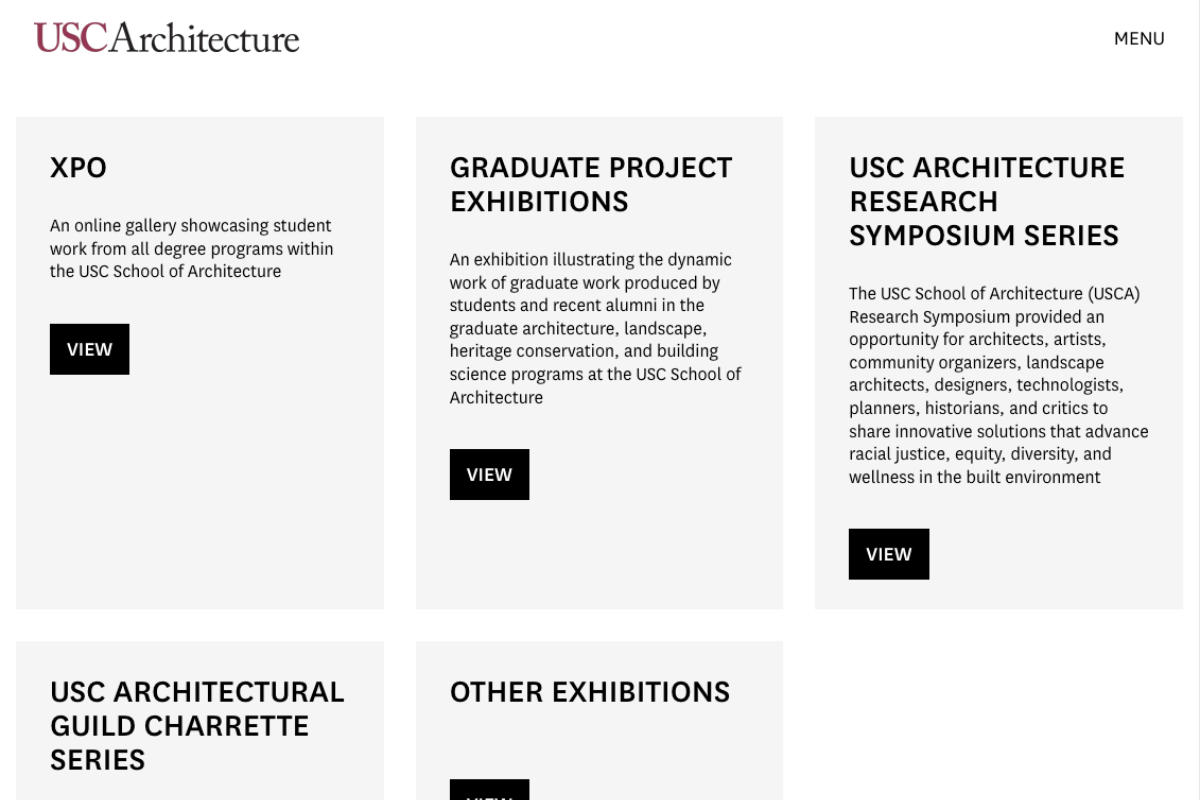 USC Architecture
MENU
XPO
An online gallery showcasing student
work from all degree programs within
the USC School of Architecture
VIEW
GRADUATE PROJECT
EXHIBITIONS
An exhibition illustrating the dynamic
work of graduate work produced by
students and recent alumni in the
graduate architecture, landscape,
heritage conservation, and building
science programs at the USC School of
Architecture
VIEW
USC ARCHITECTURE
RESEARCH
SYMPOSIUM SERIES
The USC School of Architecture (USCA)
Research Symposium provided an
opportunity for architects, artists,
community organizers, landscape
architects, designers, technologists,
planners, historians, and critics to
share innovative solutions that advance
racial justice, equity, diversity, and
wellness in the built environment
VIEW
USC ARCHITECTURAL
GUILD CHARRETTE
SERIES
OTHER EXHIBITIONS
VIEW